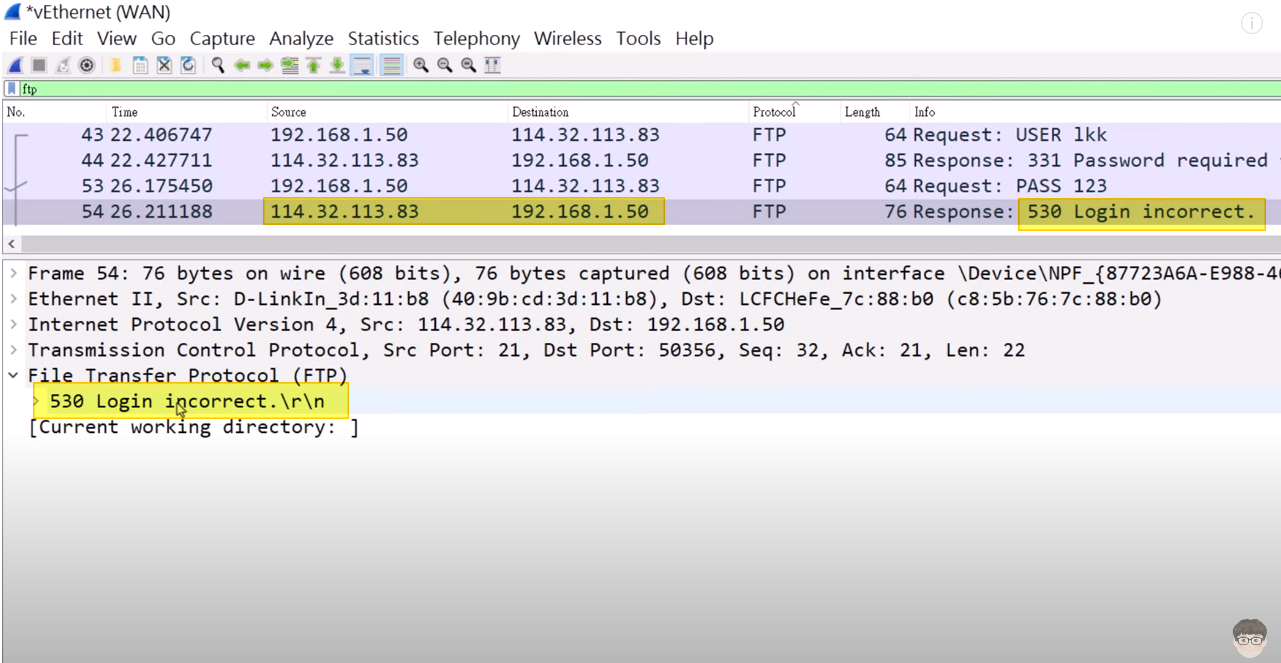 *vEthernet (WAN)
File Edit View Go Capture Analyze Statistics Telephony Wireless Tools Help
ftp
No. Time Source Destination Protocol Length Info
43 22.406747 192.168.1.50 114.32.113.83 FTP 64 Request: USER lkk
44 22.427711 114.32.113.83 192.168.1.50 FTP 85 Response: 331 Password required
53 26.175450 192.168.1.50 114.32.113.83 FTP 64 Request: PASS 123
54 26.211188 114.32.113.83 192.168.1.50 FTP 76 Response: 530 Login incorrect.
Frame 54: 76 bytes on wire (608 bits), 76 bytes captured (608 bits) on interface \Device\NPF_{87723A6A-E988-4
Ethernet II, Src: D-LinkIn_3d:11:b8 (40:9b:cd:3d:11:b8), Dst: LCFCHeFe_7c:88:b0 (c8:5b:76:7c:88:b0)
Internet Protocol Version 4, Src: 114.32.113.83, Dst: 192.168.1.50
Transmission Control Protocol, Src Port: 21, Dst Port: 50356, Seq: 32, Ack: 21, Len: 22
File Transfer Protocol (FTP)
530 Login incorrect.\r\n
[Current working directory: ]